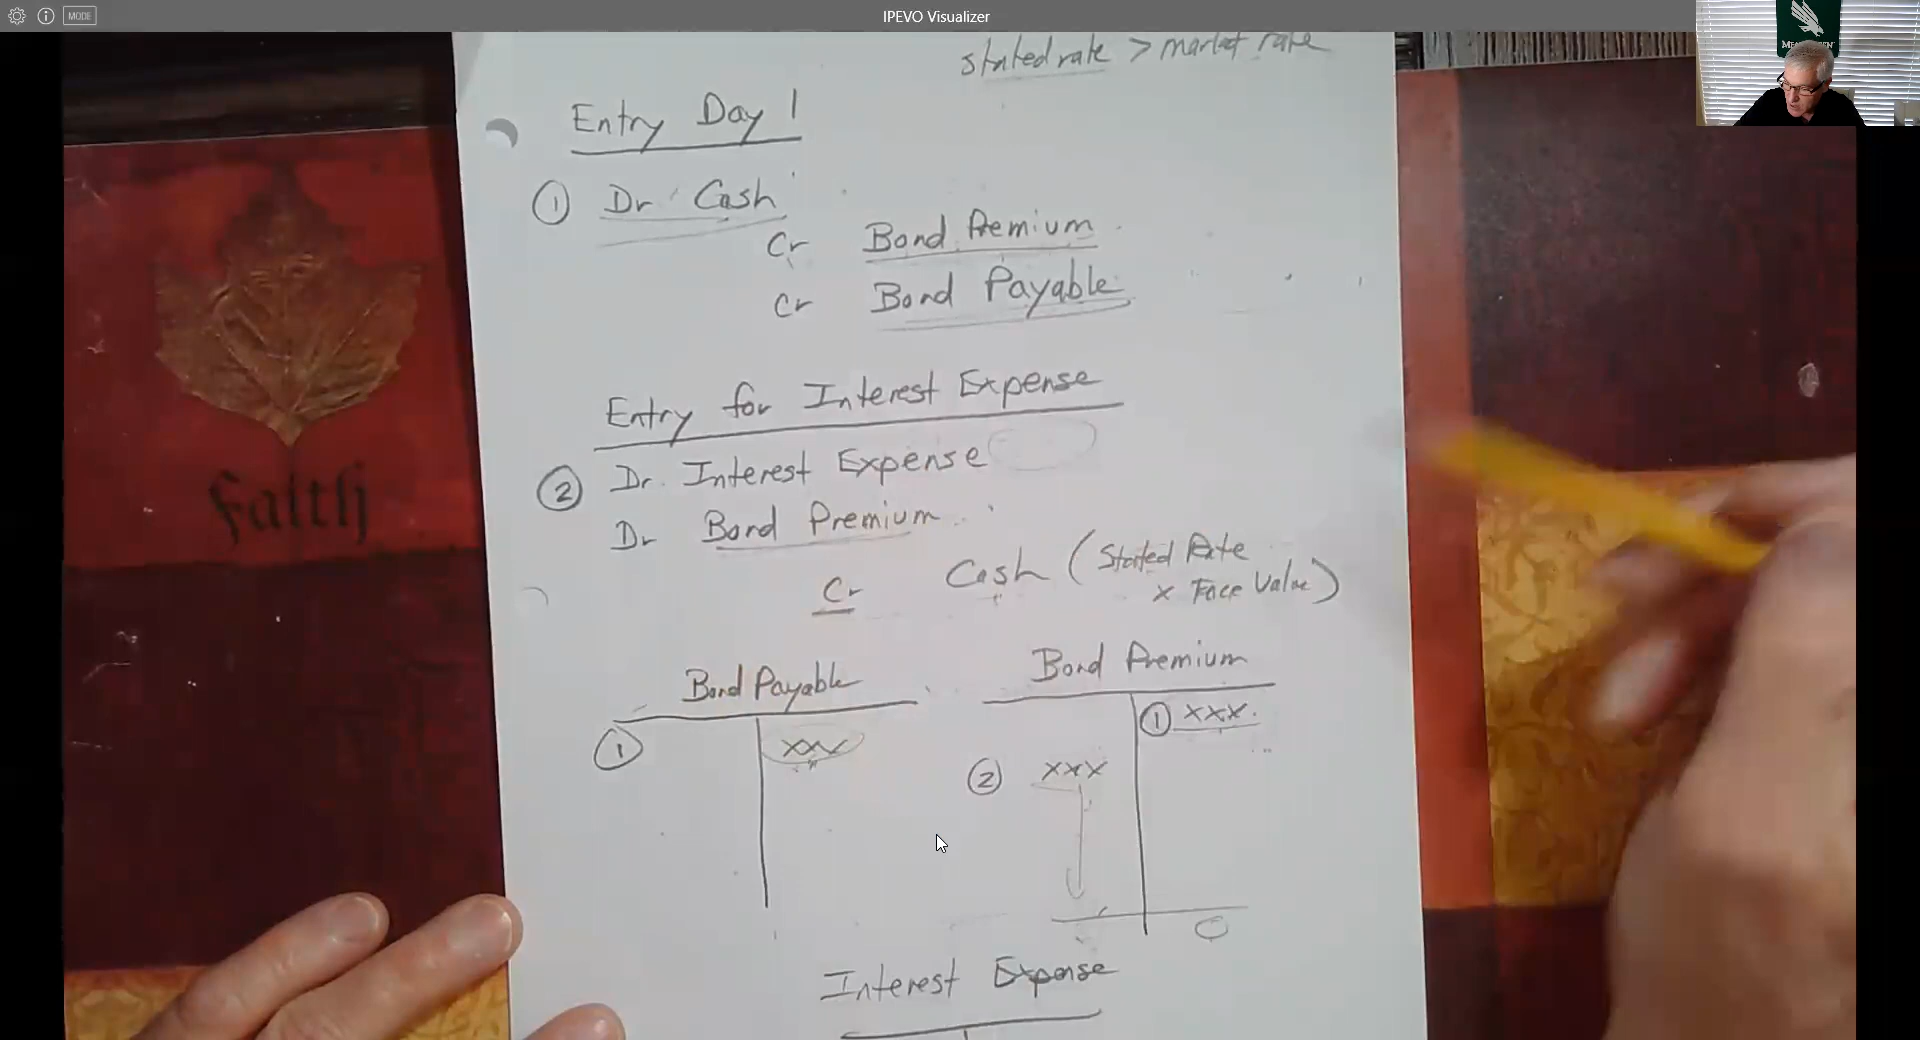 MODE
IPEVO Visualizer
stated rate > market rate
Entry Day 1
① Dr Cash
Cr Bond Premium
Cr Bond Payable
Entry for Interest Expense
② Dr. Interest Expense
Dr Bond Premium
Cr Cash (Stated Rate
x Face Value)
Bond Payable
① xxx
Bond Premium
① xxx
② xxx
0
Interest Expense
Faith